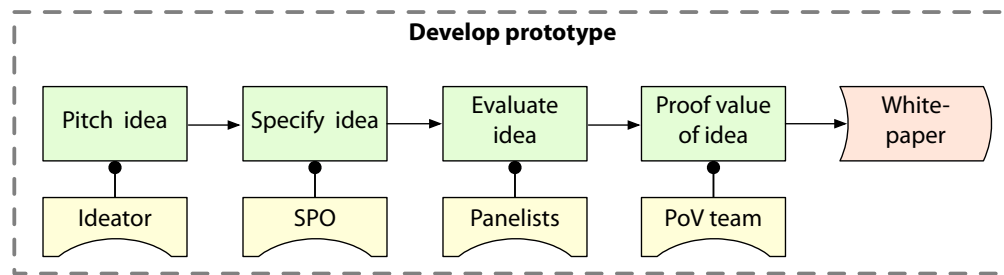 Develop prototype
Pitch idea
Specify idea
Evaluate
idea
Proof value
of idea
White-
paper
Ideator
SPO
Panelists
PoV team